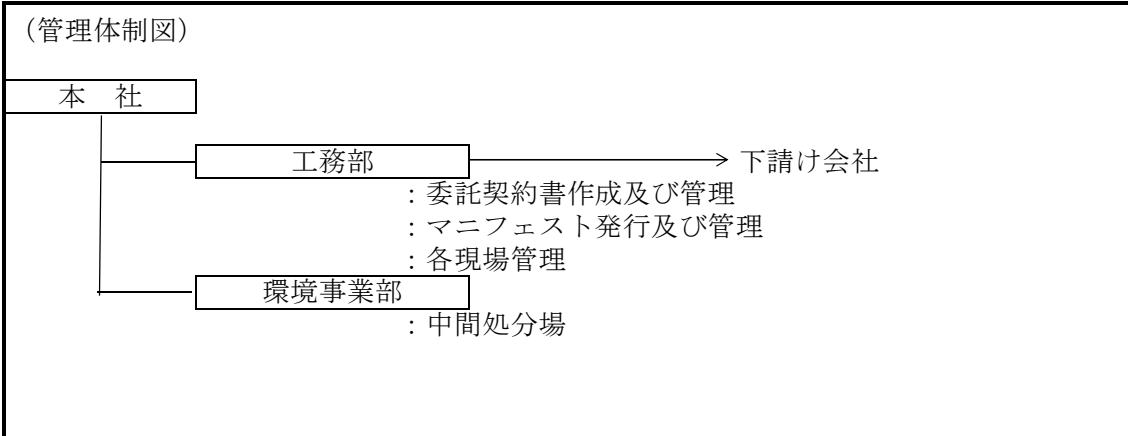 （管理体制図）
本　社
工務部　下請け会社
：委託契約書作成及び管理
：マニフェスト発行及び管理
：各現場管理
環境事業部
：中間処分場